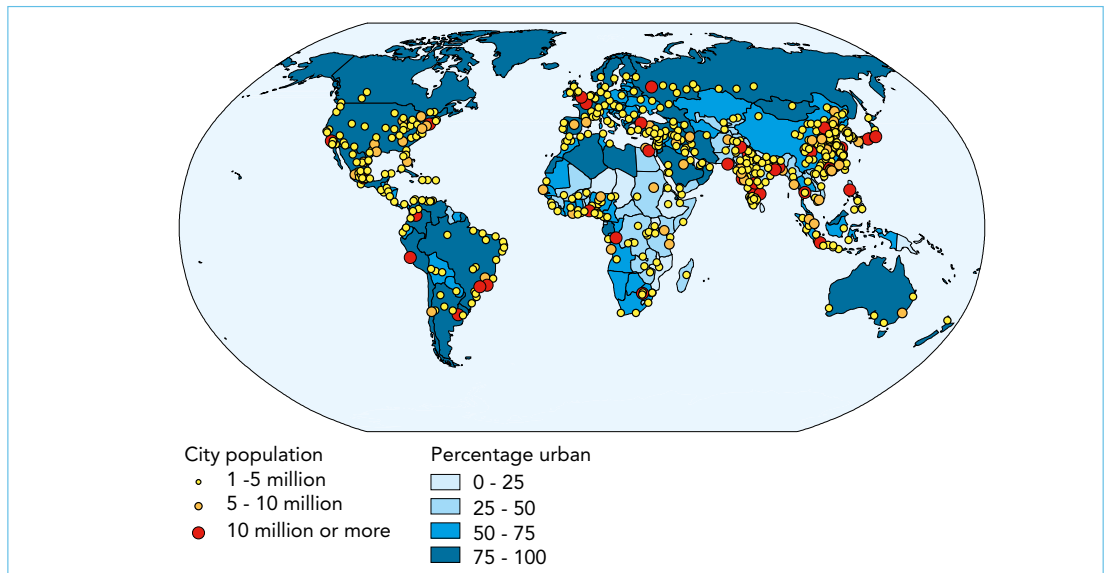 City population
1 -5 million
5 - 10 million
10 million or more
Percentage urban
0 - 25
25 - 50
50 - 75
75 - 100